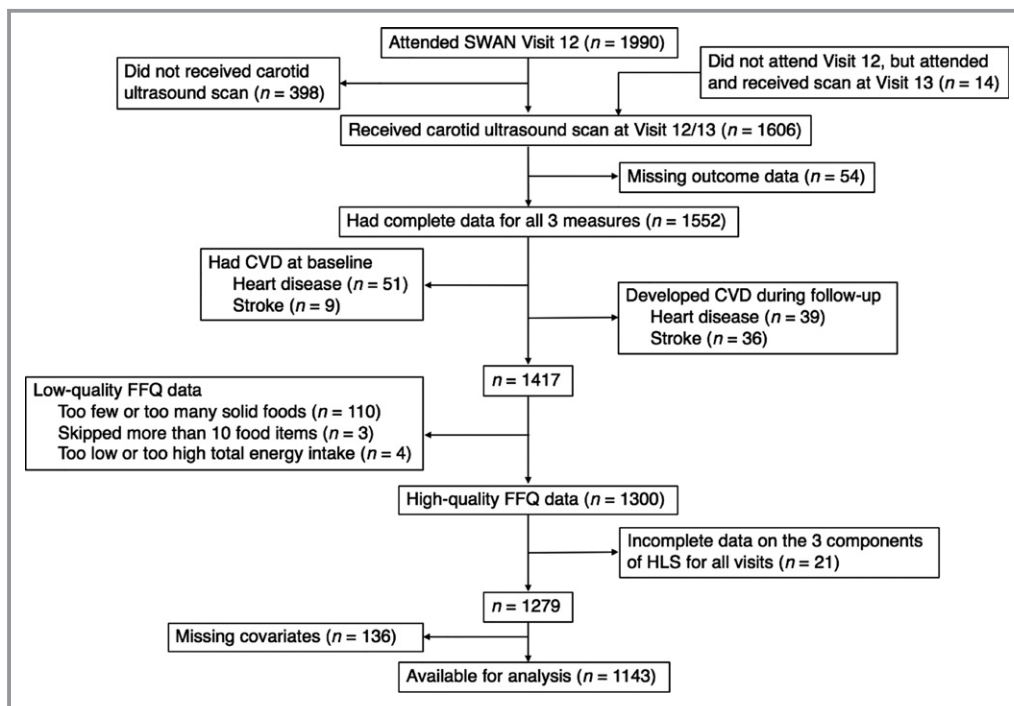 Attended SWAN Visit 12 (n = 1990)
Did not received carotid
ultrasound scan (n = 398)
Did not attend Visit 12, but attended
and received scan at Visit 13 (n = 14)
Received carotid ultrasound scan at Visit 12/13 (n = 1606)
Missing outcome data (n = 54)
Had complete data for all 3 measures (n = 1552)
Had CVD at baseline
Heart disease (n = 51)
Stroke (n = 9)
Developed CVD during follow-up
Heart disease (n = 39)
Stroke (n = 36)
n = 1417
Low-quality FFQ data
Too few or too many solid foods (n = 110)
Skipped more than 10 food items (n = 3)
Too low or too high total energy intake (n = 4)
High-quality FFQ data (n = 1300)
Incomplete data on the 3 components
of HLS for all visits (n = 21)
n = 1279
Missing covariates (n = 136)
Available for analysis (n = 1143)